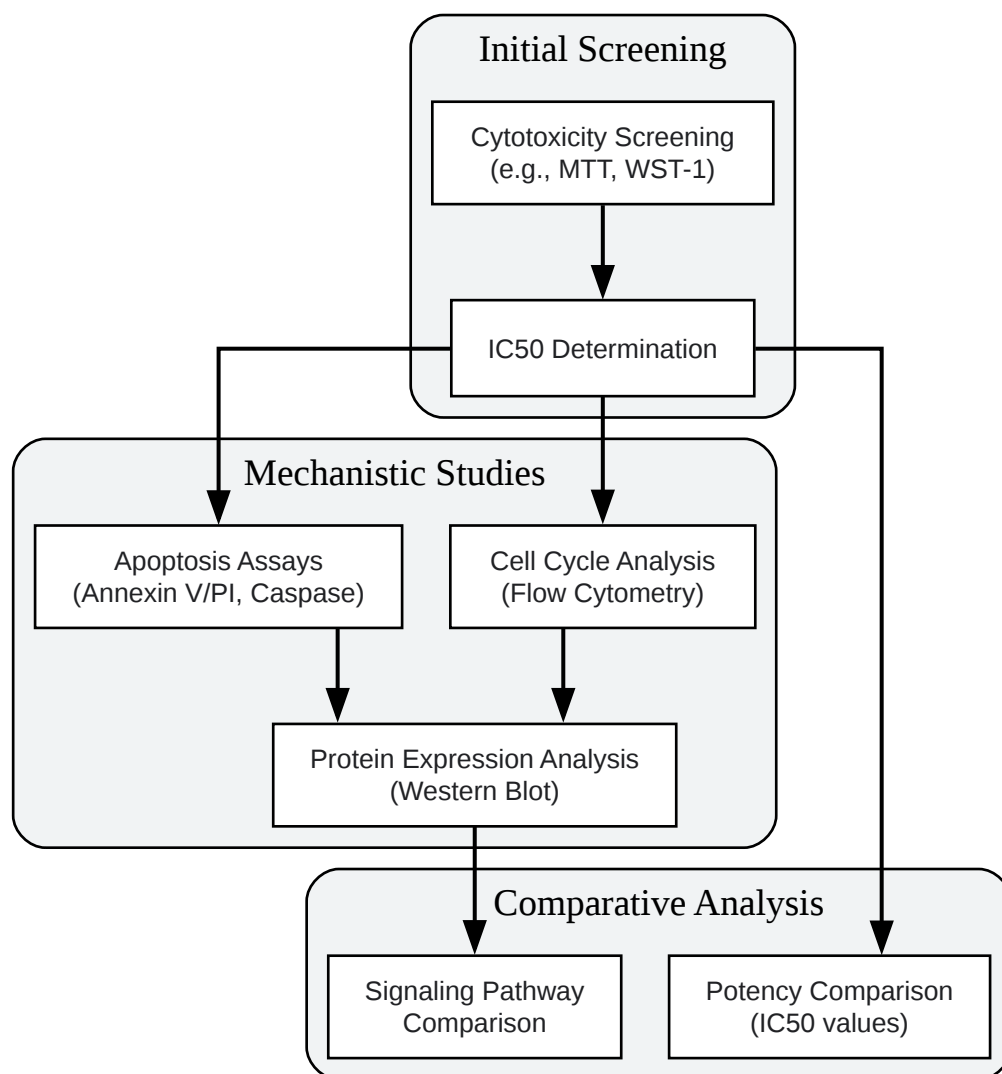 Initial Screening
Cytotoxicity Screening
(e.g., MTT, WST-1)
IC50 Determination
Mechanistic Studies
Apoptosis Assays
(Annexin V/PI, Caspase)
Cell Cycle Analysis
(Flow Cytometry)
Protein Expression Analysis
(Western Blot)
Comparative Analysis
Signaling Pathway
Comparison
Potency Comparison
(IC50 values)